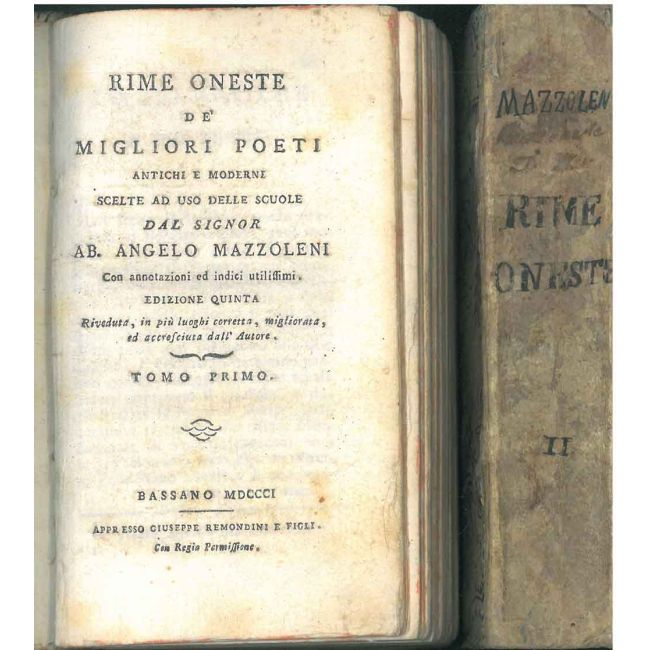 RIME ONESTE
DE'
MIGLIORI POETI
ANTICHI E MODERNI
SCELTE AD USO DELLE SCUOLE
DAL SIGNOR
AB. ANGELO MAZZOLENI
Con annotazioni ed indici utiliſſimi.
EDIZIONE QUINTA
Riveduta, in più luoghi corretta, migliorata,
ed accreſciuta dall' Autore.
TOMO PRIMO.
BASSANO MDCCCI
APPRESSO GIUSEPPE REMONDINI E FIGLI.
Con Regia Permiſſione.
MAZZOLEN
RIME
ONESTE
II